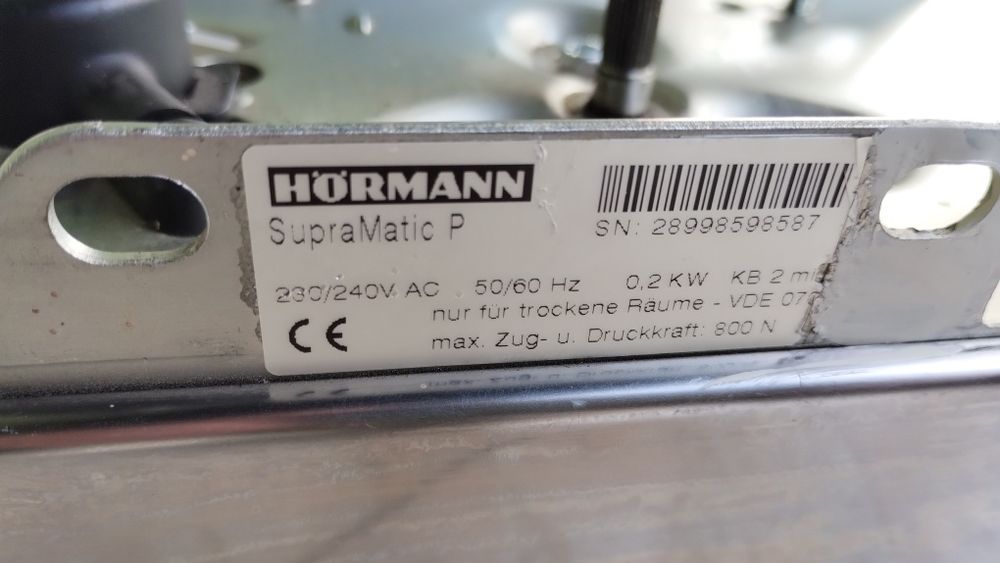 HÖRMANN
SupraMatic P
SN: 28998598587
230/240V AC 50/60 Hz 0,2 KW KB 2
nur für trockene Räume - VDE
max. Zug- u. Druckkraft: 800 N
CE